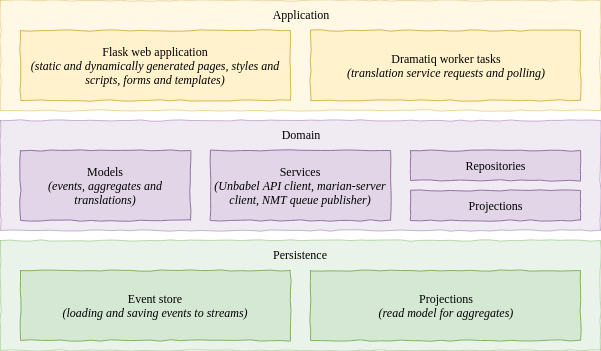 Application
Flask web application
(static and dynamically generated pages, styles and
scripts, forms and templates)
Dramatiq worker tasks
(translation service requests and polling)
Domain
Models
(events, aggregates and
translations)
Services
(Unbabel API client, marian-server
client, NMT queue publisher)
Repositories
Projections
Persistence
Event store
(loading and saving events to streams)
Projections
(read model for aggregates)